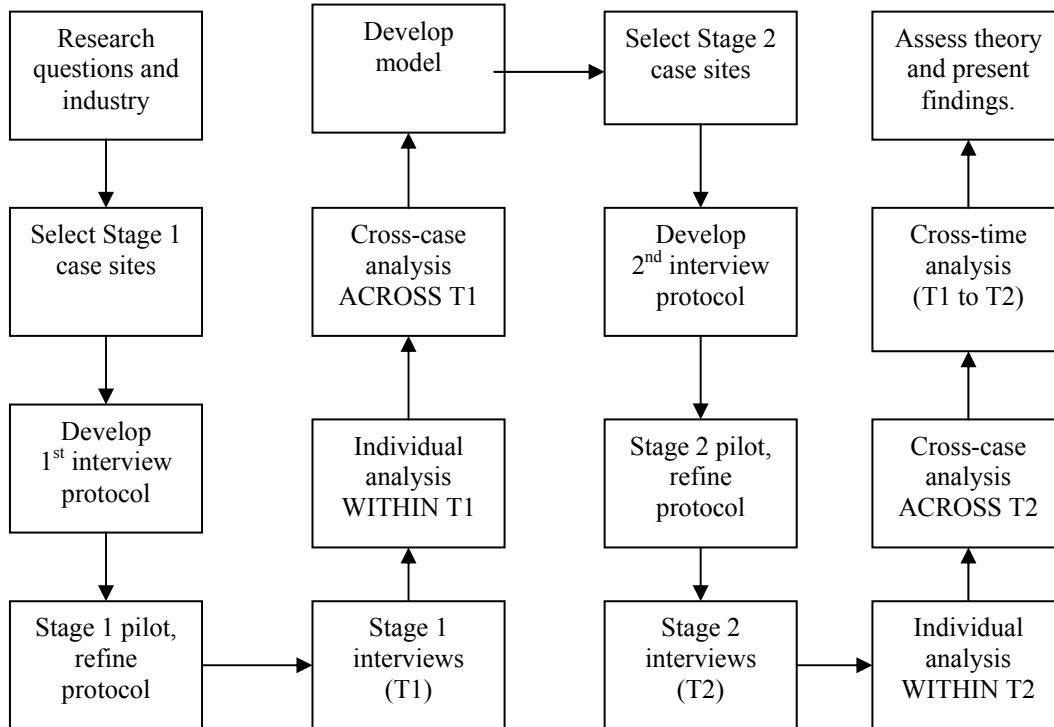 Research
questions and
industry
Select Stage 1
case sites
Develop
1st interview
protocol
Stage 1 pilot,
refine
protocol
Stage 1
interviews
(T1)
Individual
analysis
WITHIN T1
Cross-case
analysis
ACROSS T1
Develop
model
Select Stage 2
case sites
Develop
2nd interview
protocol
Stage 2 pilot,
refine
protocol
Stage 2
interviews
(T2)
Individual
analysis
WITHIN T2
Cross-case
analysis
ACROSS T2
Cross-time
analysis
(T1 to T2)
Assess theory
and present
findings.